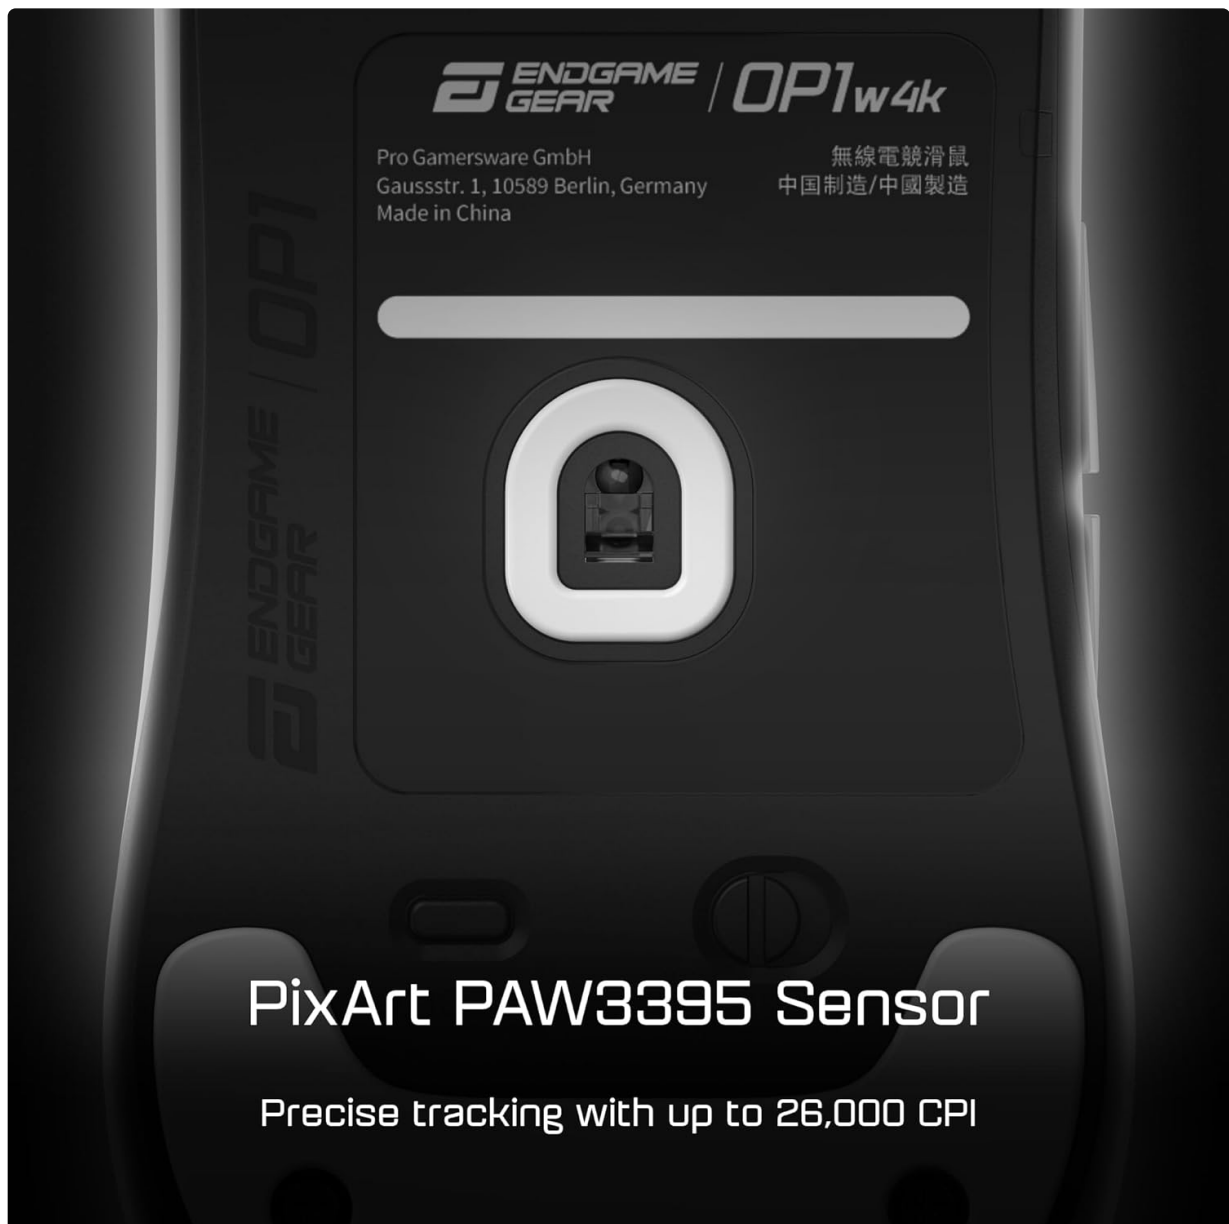 ENDGAME GEAR | OP1w4k
Pro Gamersware GmbH
Gaussstr. 1, 10589 Berlin, Germany
Made in China
無線電競滑鼠
中国制造/中國製造
ENDGAME GEAR | OP1
PixArt PAW3395 Sensor
Precise tracking with up to 26,000 CPI